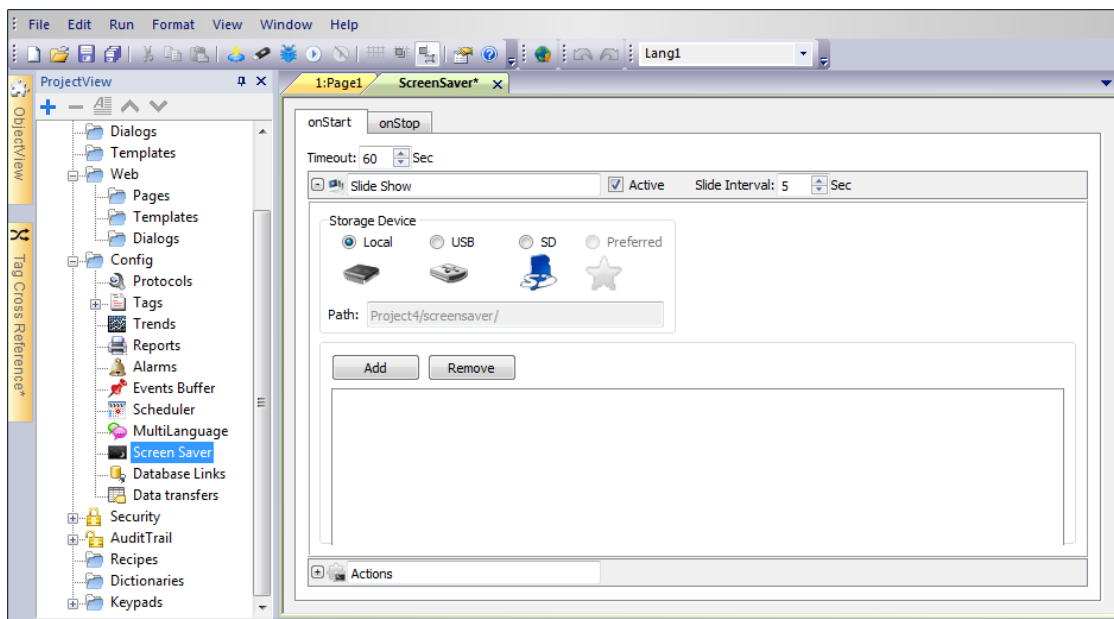 File Edit Run Format View Window Help
Lang1
ObjectView
Tag Cross Reference*
ProjectView
Dialogs
Templates
Web
Pages
Templates
Dialogs
Config
Protocols
Tags
Trends
Reports
Alarms
Events Buffer
Scheduler
MultiLanguage
Screen Saver
Database Links
Data transfers
Security
AuditTrail
Recipes
Dictionaries
Keypads
1:Page1 ScreenSaver*
onStart onStop
Timeout: 60 Sec
Slide Show Active Slide Interval: 5 Sec
Storage Device
Local USB SD Preferred
Path: Project4/screensaver/
Add Remove
Actions